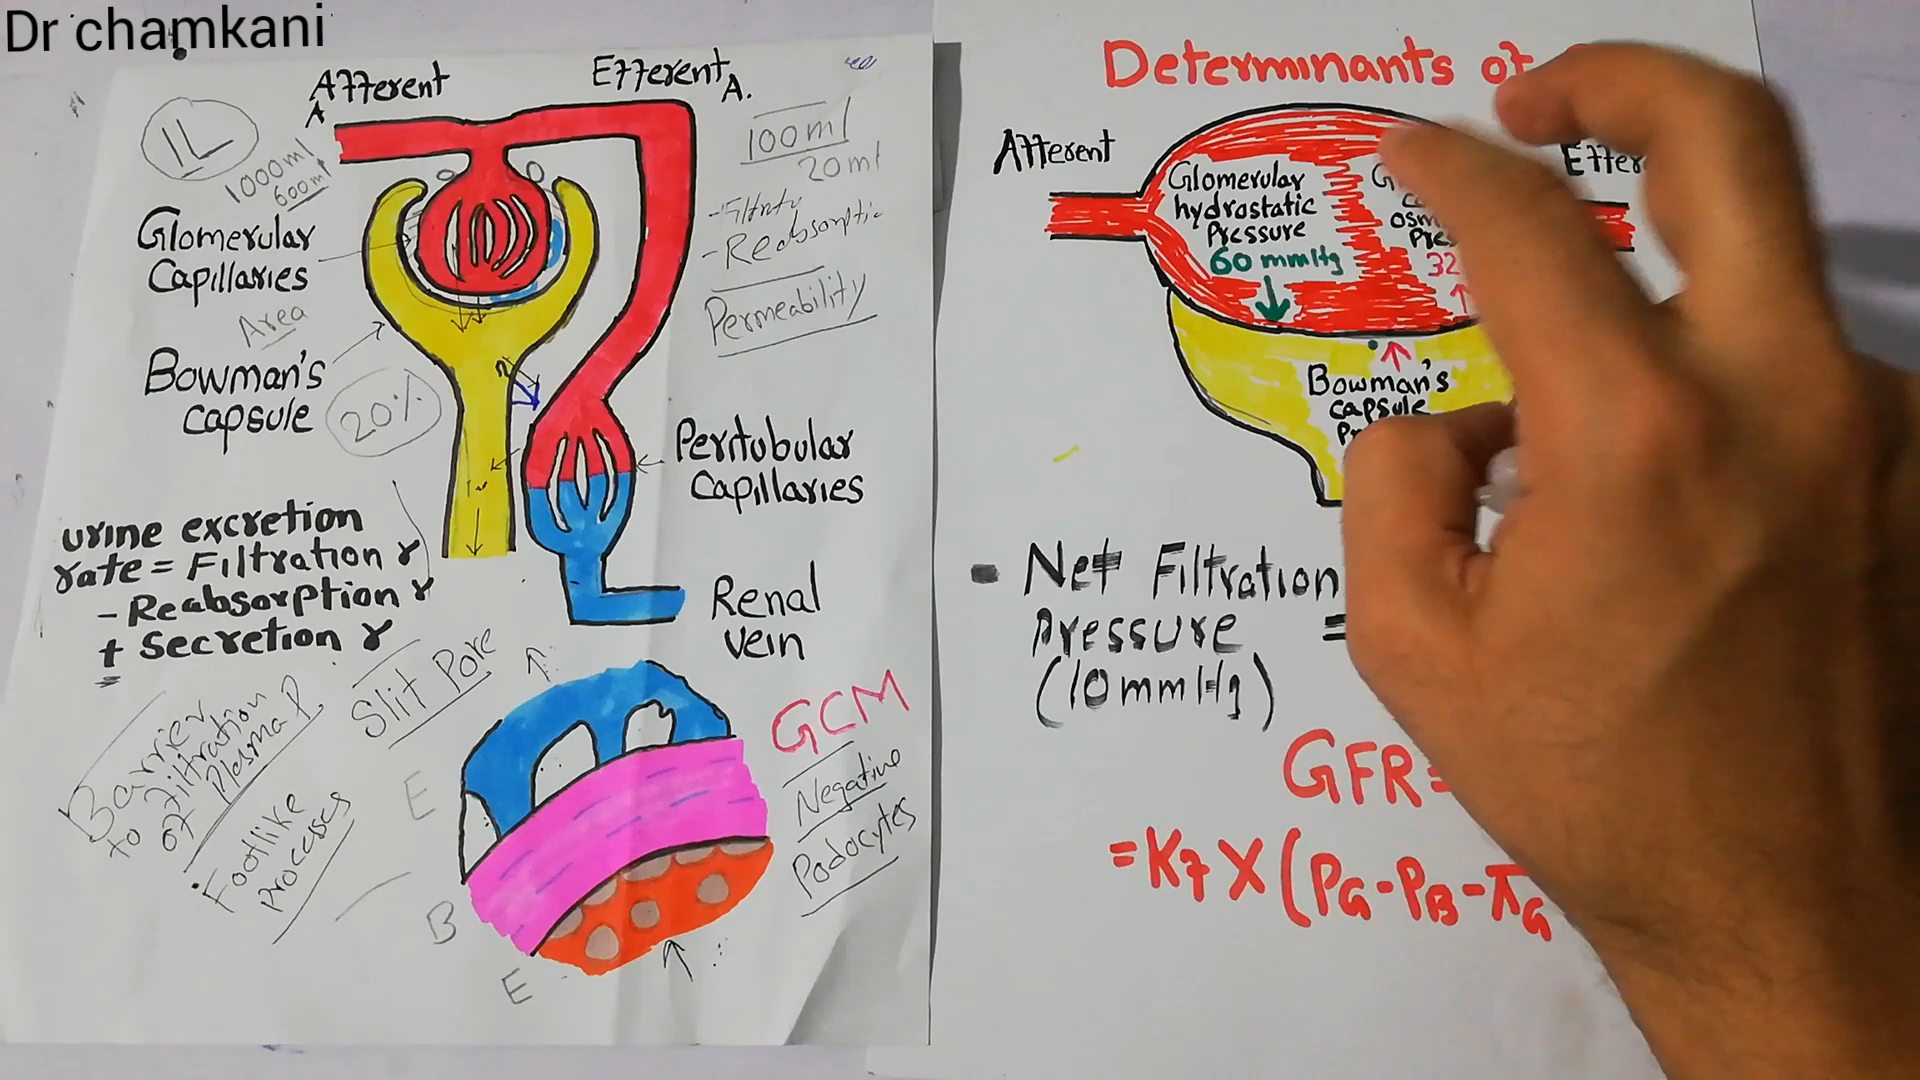 Dr chamkani
Afferent
A
Efferent
A.
1L
1000ml
600ml
100ml
20ml
- Reabsorptio
Permeability
Glomerular
Capillaries
Area
Bowman's
capsule
20%
Peritubular
Capillaries
urine excretion
rate = Filtration r
- Reabsorption r
+ Secretion r
Renal
vein
Slit Pore
Barrier
to filtration
of Plasma P
Footlike
processes
E
B
E
GCM
Negative
Podocytes
Determinants of
Afferent
Glomerular
hydrostatic
Pressure
60 mmHg
32
Bowman's
capsule
Net Filtration
Pressure =
(10mmHg)
GFR=
= Kf X (PG-PB-πG